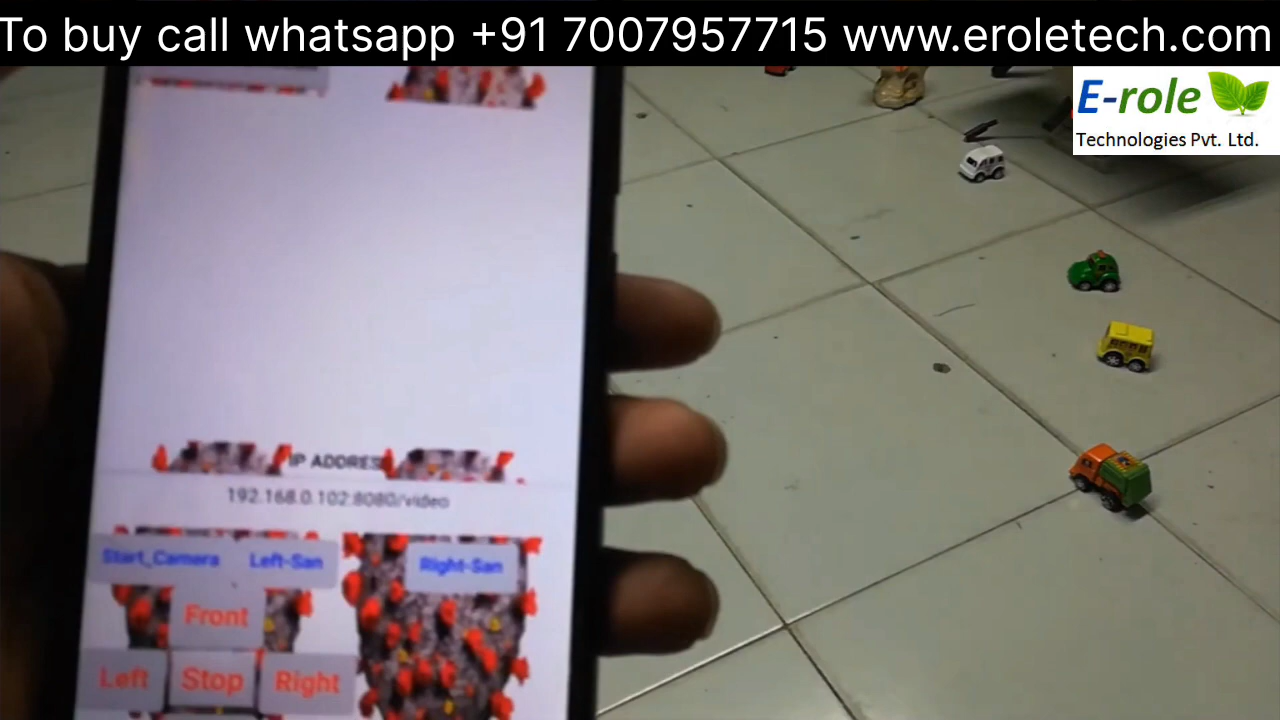 To buy call whatsapp +91 7007957715 www.eroletech.com
E-role
Technologies Pvt. Ltd.
IP ADDRES
192.168.0.102:8080/video
Start_Camera Left-San Right-San
Front
Left Stop Right